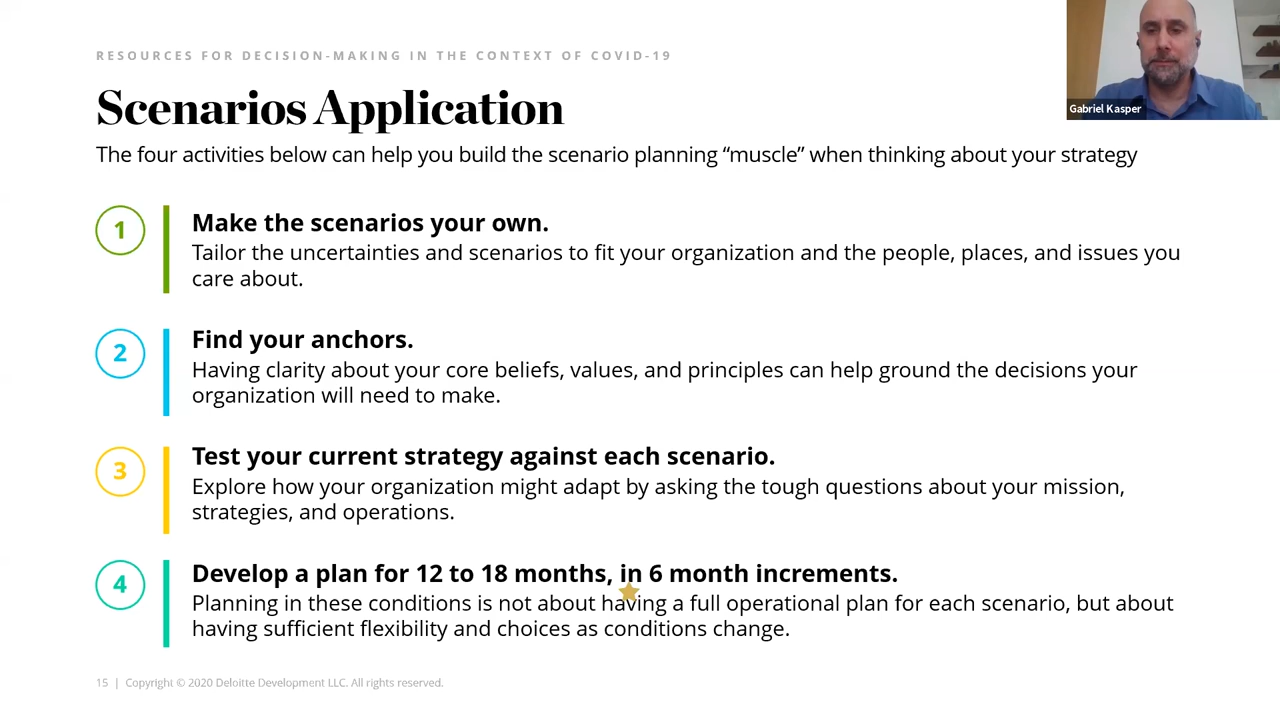 RESOURCES FOR DECISION-MAKING IN THE CONTEXT OF COVID-19
Scenarios Application
The four activities below can help you build the scenario planning “muscle” when thinking about your strategy
Gabriel Kasper
1
Make the scenarios your own.
Tailor the uncertainties and scenarios to fit your organization and the people, places, and issues you
care about.
2
Find your anchors.
Having clarity about your core beliefs, values, and principles can help ground the decisions your
organization will need to make.
3
Test your current strategy against each scenario.
Explore how your organization might adapt by asking the tough questions about your mission,
strategies, and operations.
4
Develop a plan for 12 to 18 months, in 6 month increments.
Planning in these conditions is not about having a full operational plan for each scenario, but about
having sufficient flexibility and choices as conditions change.
15 | Copyright © 2020 Deloitte Development LLC. All rights reserved.